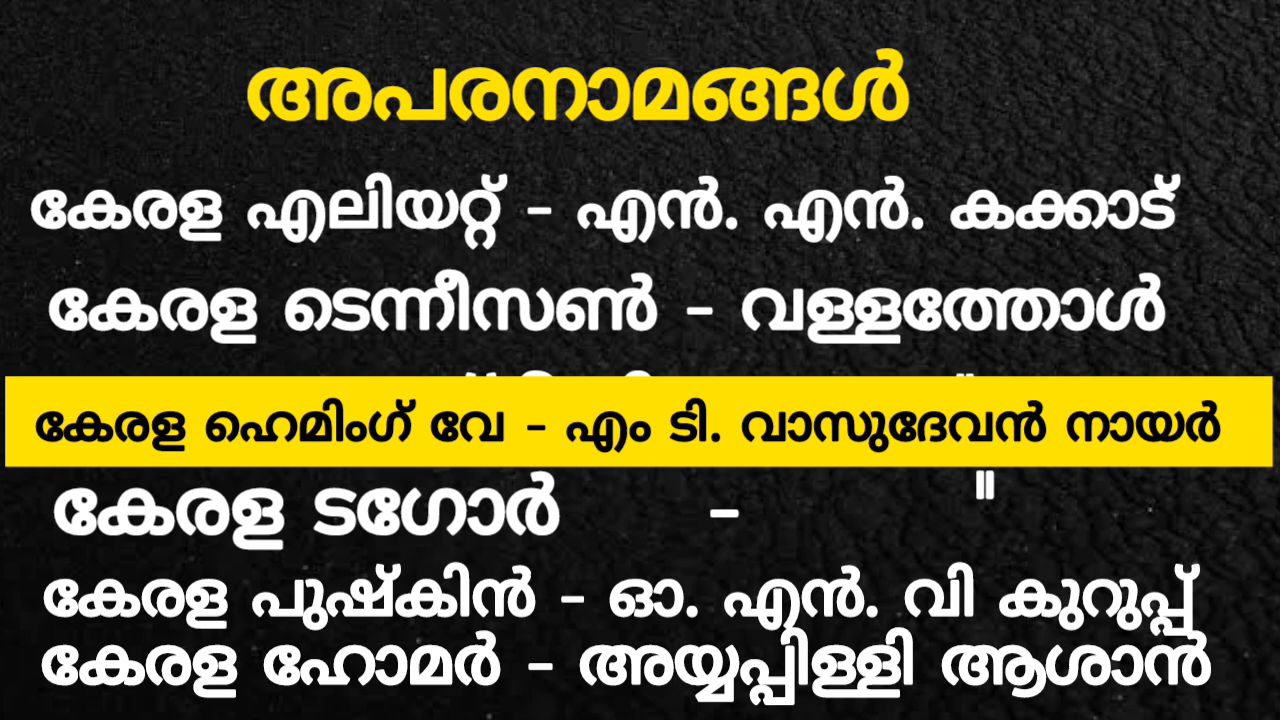 അപരനാമങ്ങൾ
കേരള എലിയറ്റ് - എൻ. എൻ. കക്കാട്
കേരള ടെന്നീസൺ - വള്ളത്തോൾ
കേരള ഹെമിംഗ് വേ - എം ടി. വാസുദേവൻ നായർ
കേരള ടഗോർ - "
കേരള പുഷ്കിൻ - ഓ. എൻ. വി കുറുപ്പ്
കേരള ഹോമർ - അയ്യപ്പിള്ളി ആശാൻ